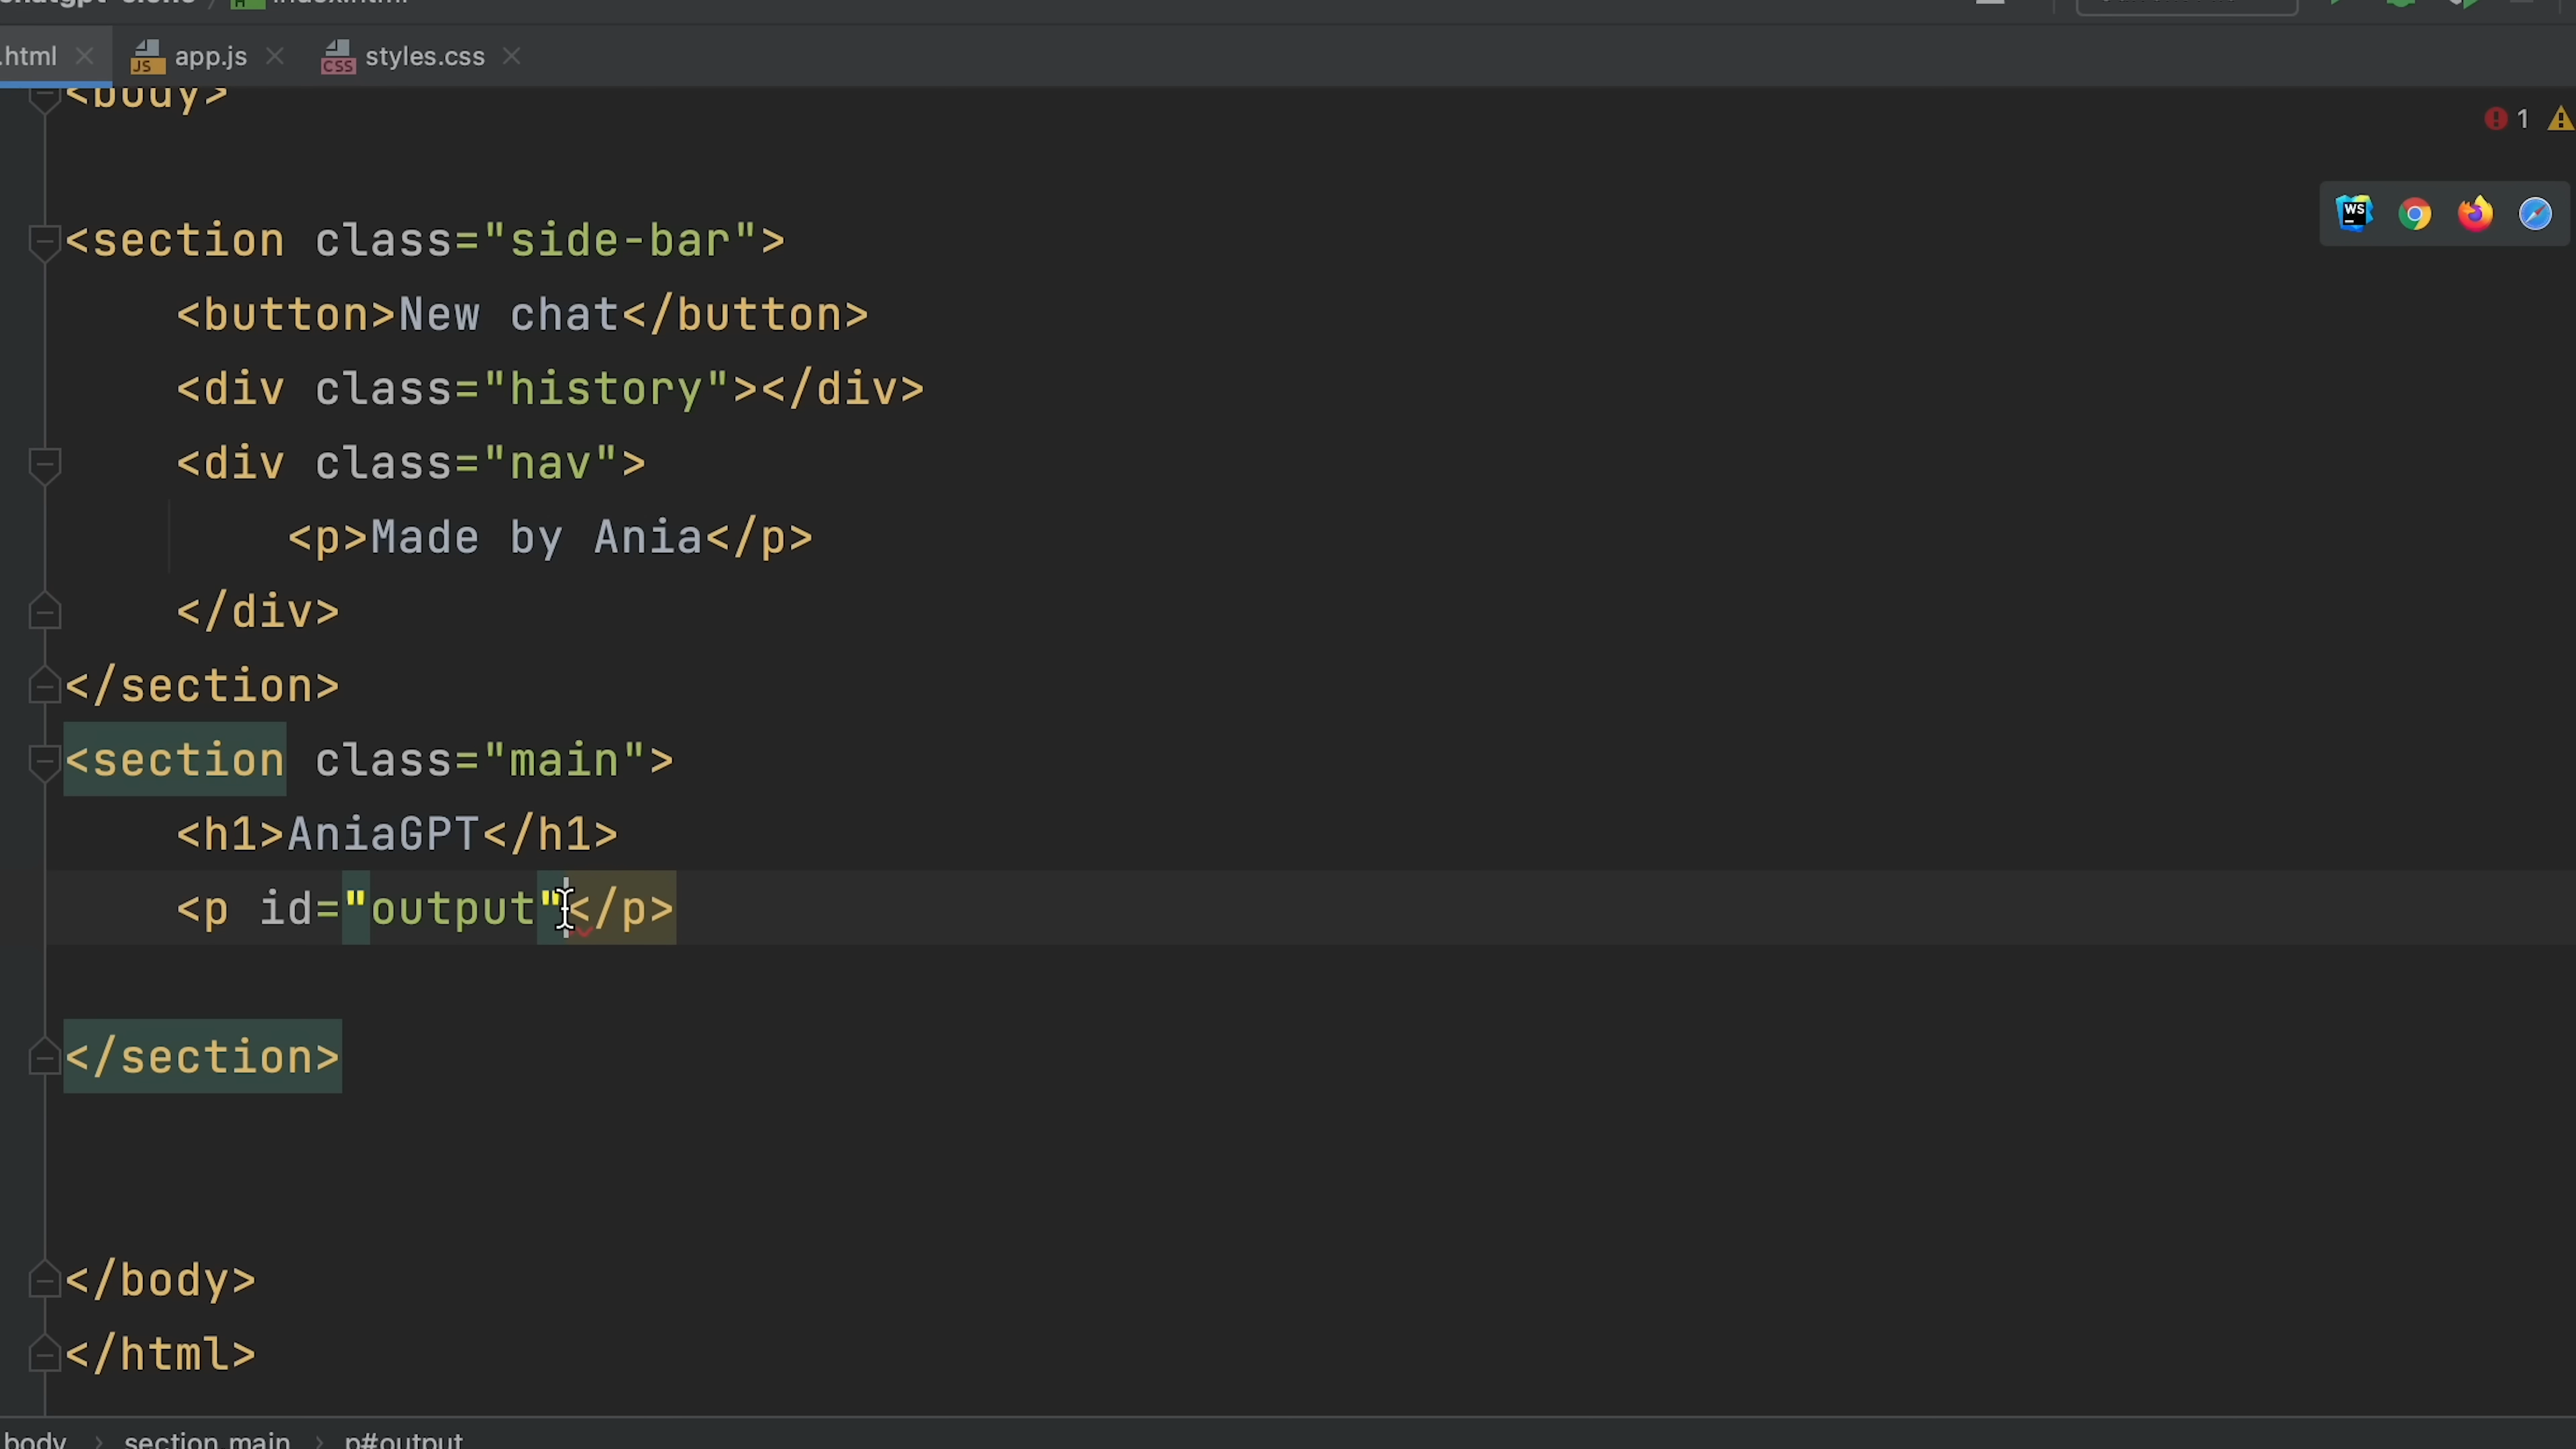 .html app.js styles.css
<body>
1
<section class="side-bar">
WS
<button>New chat</button>
<div class="history"></div>
<div class="nav">
<p>Made by Ania</p>
</div>
</section>
<section class="main">
<h1>AniaGPT</h1>
<p id="output"</p>
</section>
</body>
</html>
body section.main p#output